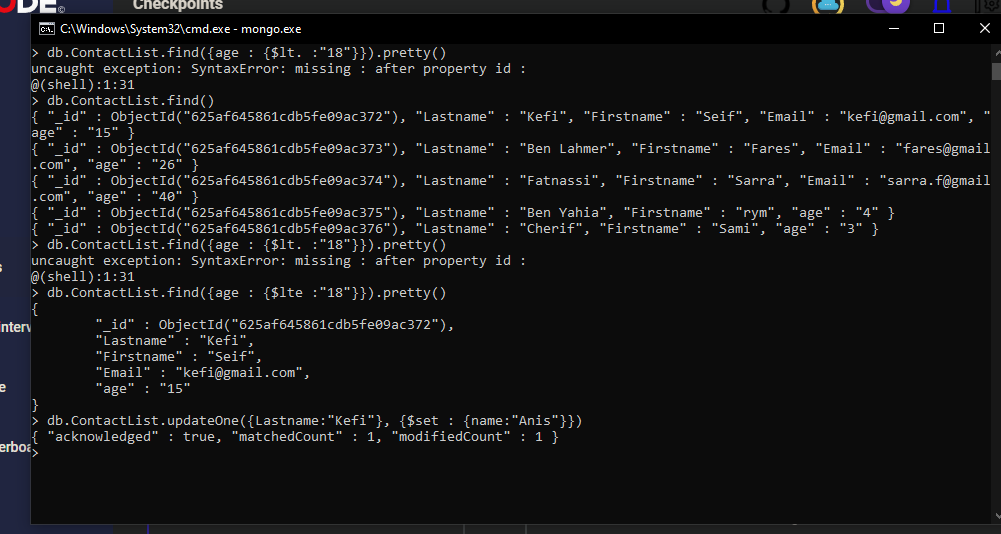 ODE©
Checkpoints
C:\Windows\System32\cmd.exe - mongo.exe
> db.ContactList.find({age : {$lt. :"18"}}).pretty()
uncaught exception: SyntaxError: missing : after property id :
@(shell):1:31
> db.ContactList.find()
{ "_id" : ObjectId("625af645861cdb5fe09ac372"), "Lastname" : "Kefi", "Firstname" : "Seif", "Email" : "kefi@gmail.com", "
age" : "15" }
{ "_id" : ObjectId("625af645861cdb5fe09ac373"), "Lastname" : "Ben Lahmer", "Firstname" : "Fares", "Email" : "fares@gmail
.com", "age" : "26" }
{ "_id" : ObjectId("625af645861cdb5fe09ac374"), "Lastname" : "Fatnassi", "Firstname" : "Sarra", "Email" : "sarra.f@gmail
.com", "age" : "40" }
{ "_id" : ObjectId("625af645861cdb5fe09ac375"), "Lastname" : "Ben Yahia", "Firstname" : "rym", "age" : "4" }
{ "_id" : ObjectId("625af645861cdb5fe09ac376"), "Lastname" : "Cherif", "Firstname" : "Sami", "age" : "3" }
> db.ContactList.find({age : {$lt. :"18"}}).pretty()
uncaught exception: SyntaxError: missing : after property id :
@(shell):1:31
> db.ContactList.find({age : {$lte :"18"}}).pretty()
{
"_id" : ObjectId("625af645861cdb5fe09ac372"),
"Lastname" : "Kefi",
"Firstname" : "Seif",
"Email" : "kefi@gmail.com",
"age" : "15"
}
> db.ContactList.updateOne({Lastname:"Kefi"}, {$set : {name:"Anis"}})
{ "acknowledged" : true, "matchedCount" : 1, "modifiedCount" : 1 }
>
s
interv
e
erboa